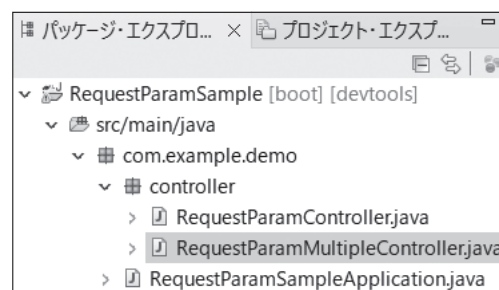 パッケージ・エクスプロ... × プロジェクト・エクスプ...
RequestParamSample [boot] [devtools]
src/main/java
com.example.demo
controller
RequestParamController.java
RequestParamMultipleController.java
RequestParamSampleApplication.java